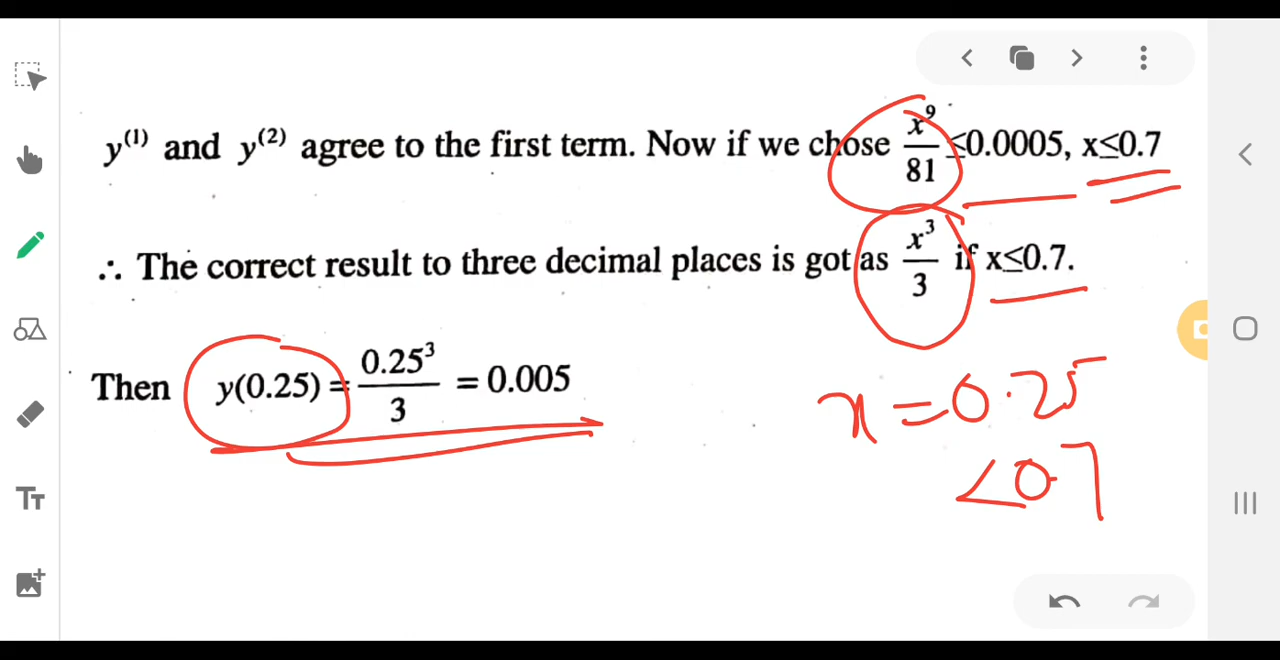 y⁽¹⁾ and y⁽²⁾ agree to the first term. Now if we chose x⁹/81 ≤0.0005, x≤0.7
∴ The correct result to three decimal places is got as x³/3 if x≤0.7.
Then y(0.25) = 0.25³/3 = 0.005
x = 0.25
<07
TT